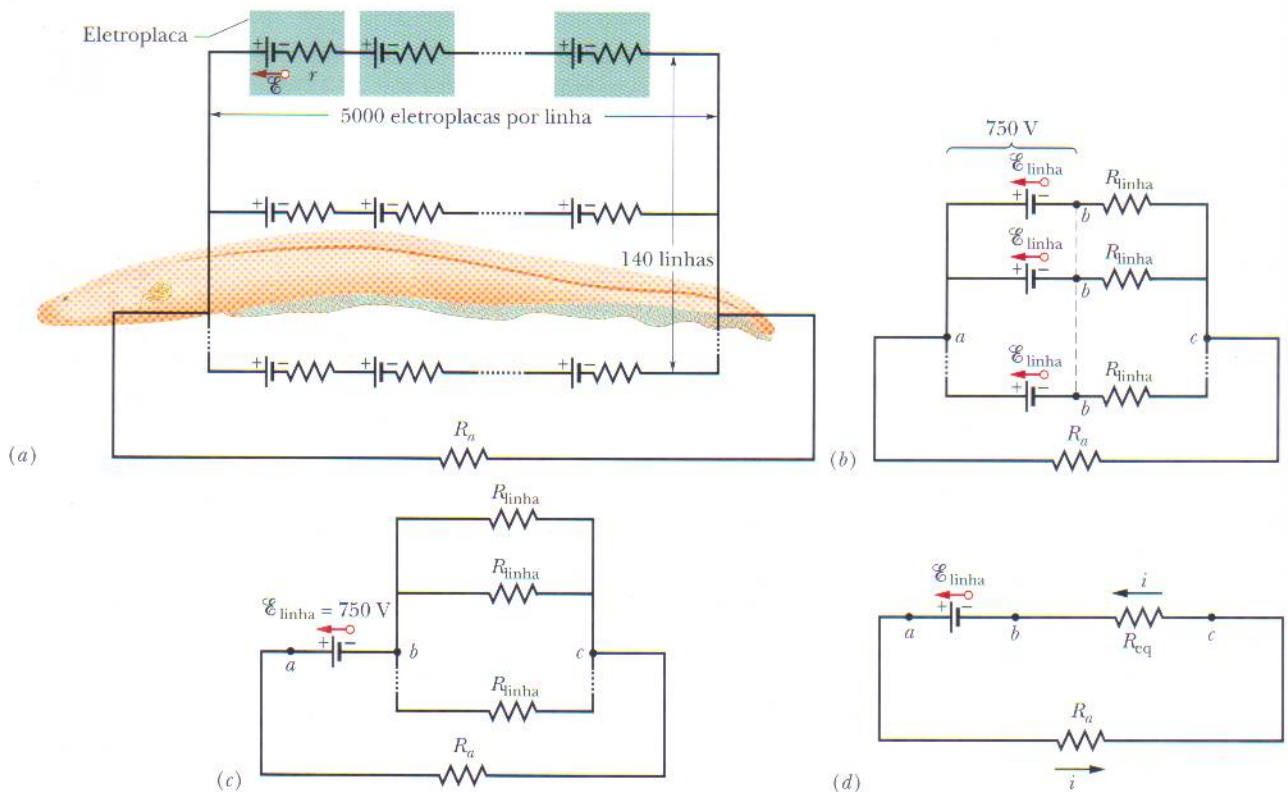 Eletroplaca
+ − + − + −
ℰ r
5000 eletroplacas por linha
+ − + − + −
140 linhas
+ − + − + −
R_a
(a)
750 V
ℰ_linha R_linha
+ − b
ℰ_linha R_linha
+ − b
a c
ℰ_linha R_linha
+ − b
R_a
(b)
R_linha
R_linha
ℰ_linha = 750 V
+ −
a b c
R_linha
R_a
(c)
ℰ_linha i
+ −
a b R_eq c
R_a
i
(d)